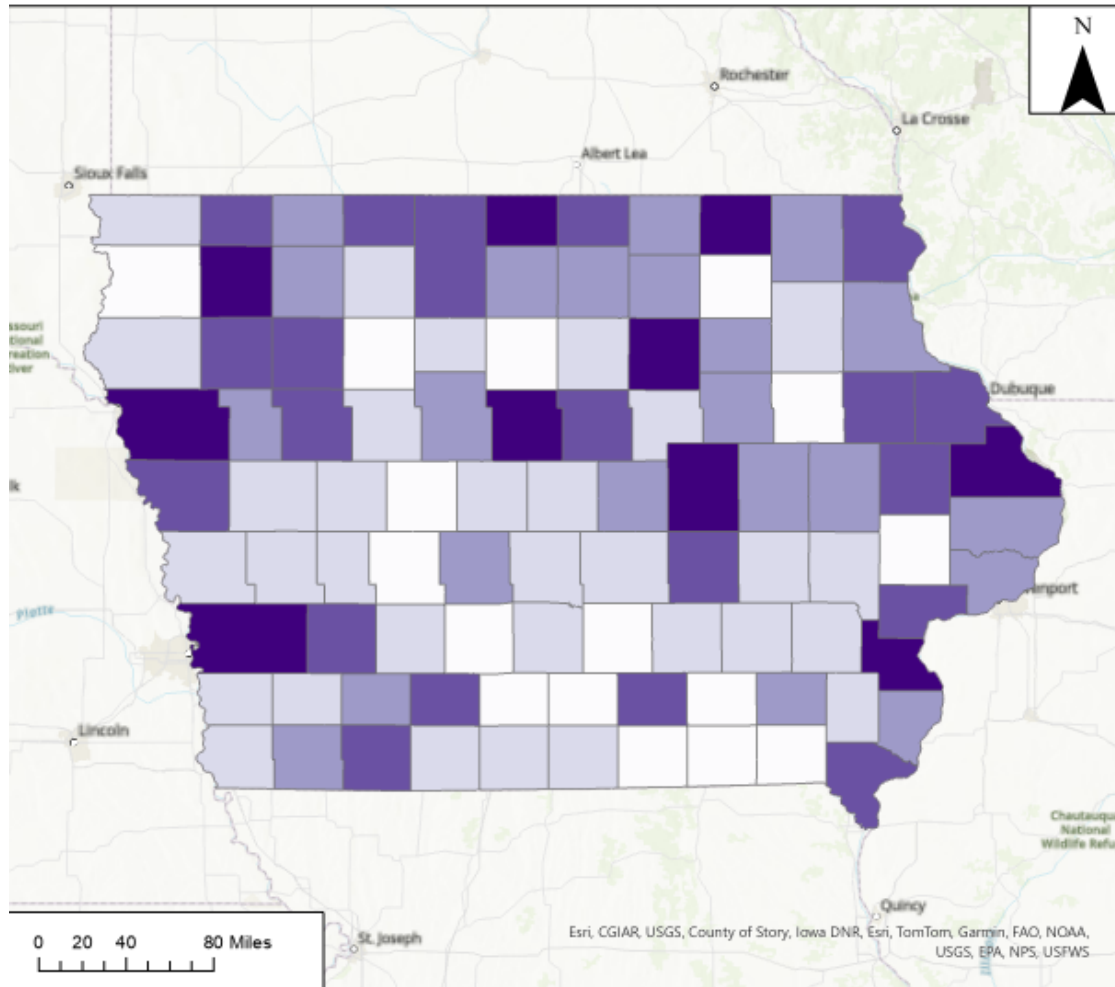 N
Rochester
La Crosse
Albert Lea
Sioux Falls
Dubuque
Platte
Lincoln
Chautauqua
National
Wildlife Refu
Quincy
St. Joseph
0 20 40 80 Miles
Esri, CGIAR, USGS, County of Story, Iowa DNR, Esri, TomTom, Garmin, FAO, NOAA,
USGS, EPA, NPS, USFWS